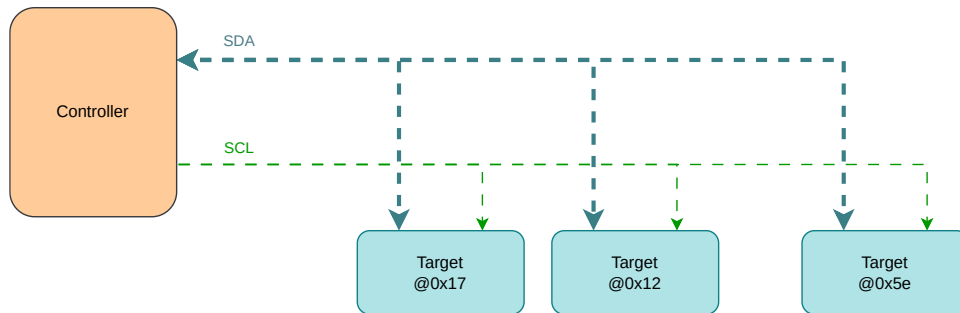 SDA
Controller
SCL
Target
@0x17
Target
@0x12
Target
@0x5e